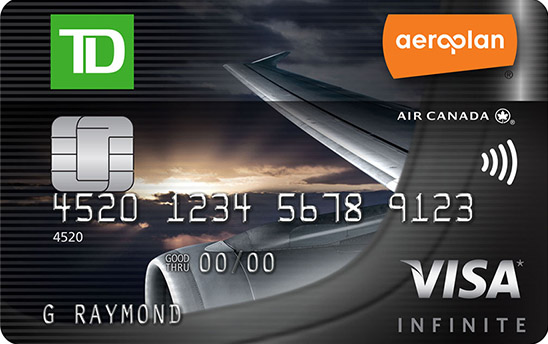 TD
aeroplan®
AIR CANADA ®
4520 1234 5678 9123
4520
GOOD THRU 00/00
G RAYMOND
VISA*
INFINITE